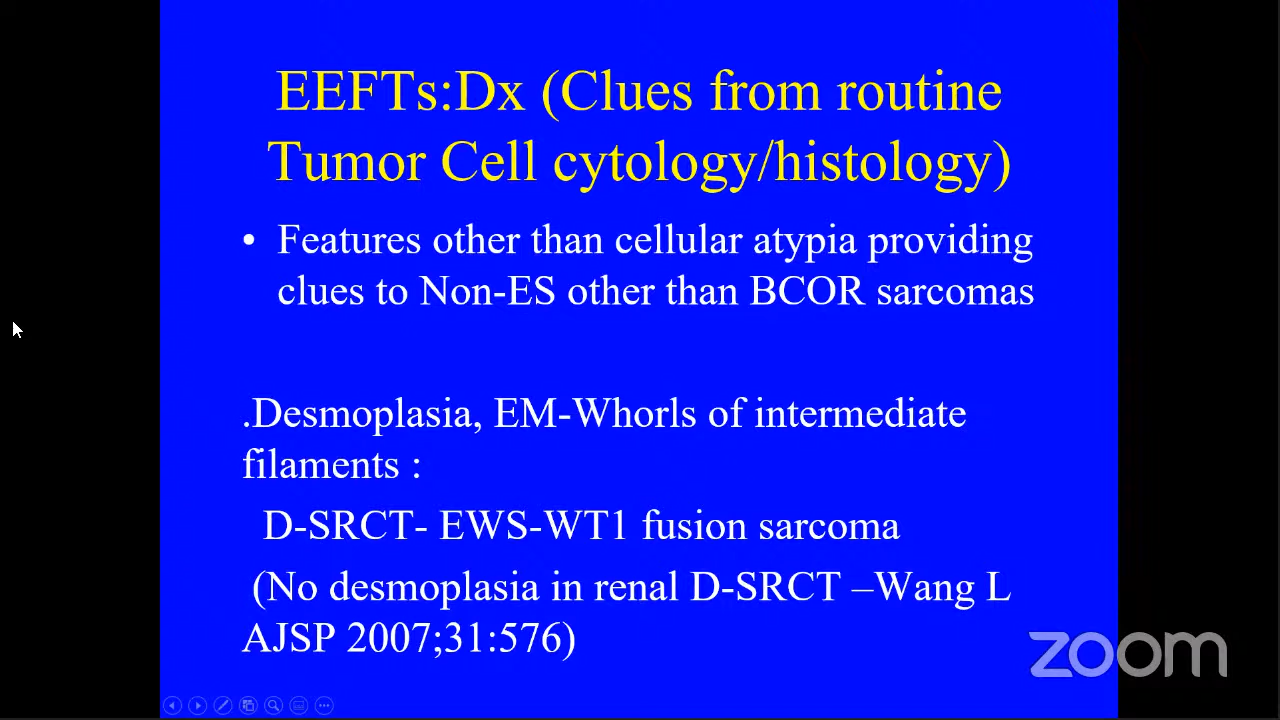 EEFTs:Dx (Clues from routine
Tumor Cell cytology/histology)
• Features other than cellular atypia providing
clues to Non-ES other than BCOR sarcomas
.Desmoplasia, EM-Whorls of intermediate
filaments :
D-SRCT- EWS-WT1 fusion sarcoma
(No desmoplasia in renal D-SRCT –Wang L
AJSP 2007;31:576)
zoom